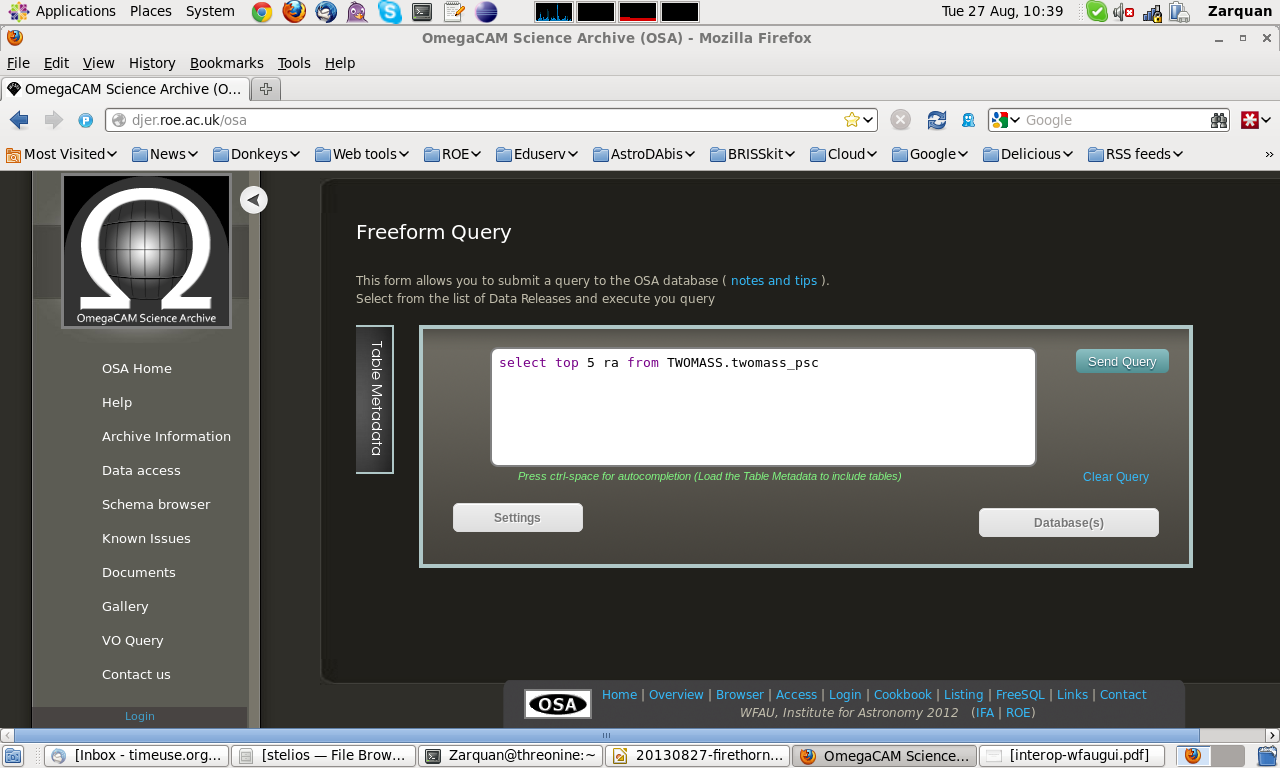 Applications Places System Tue 27 Aug, 10:39 Zarquan
OmegaCAM Science Archive (OSA) - Mozilla Firefox
File Edit View History Bookmarks Tools Help
OmegaCAM Science Archive (O...
djer.roe.ac.uk/osa Google
Most Visited News Donkeys Web tools ROE Eduserv AstroDAbis BRISSkit Cloud Google Delicious RSS feeds »
OmegaCAM Science Archive
OSA Home
Help
Archive Information
Data access
Schema browser
Known Issues
Documents
Gallery
VO Query
Contact us
Login
Freeform Query
This form allows you to submit a query to the OSA database ( notes and tips ).
Select from the list of Data Releases and execute you query
Table Metadata
select top 5 ra from TWOMASS.twomass_psc
Send Query
Press ctrl-space for autocompletion (Load the Table Metadata to include tables)
Clear Query
Settings
Database(s)
OSA
Home | Overview | Browser | Access | Login | Cookbook | Listing | FreeSQL | Links | Contact
WFAU, Institute for Astronomy 2012 (IFA | ROE)
[Inbox - timeuse.org... [stelios — File Brow... Zarquan@threonine:~ 20130827-firethorn... OmegaCAM Science... [interop-wfaugui.pdf]